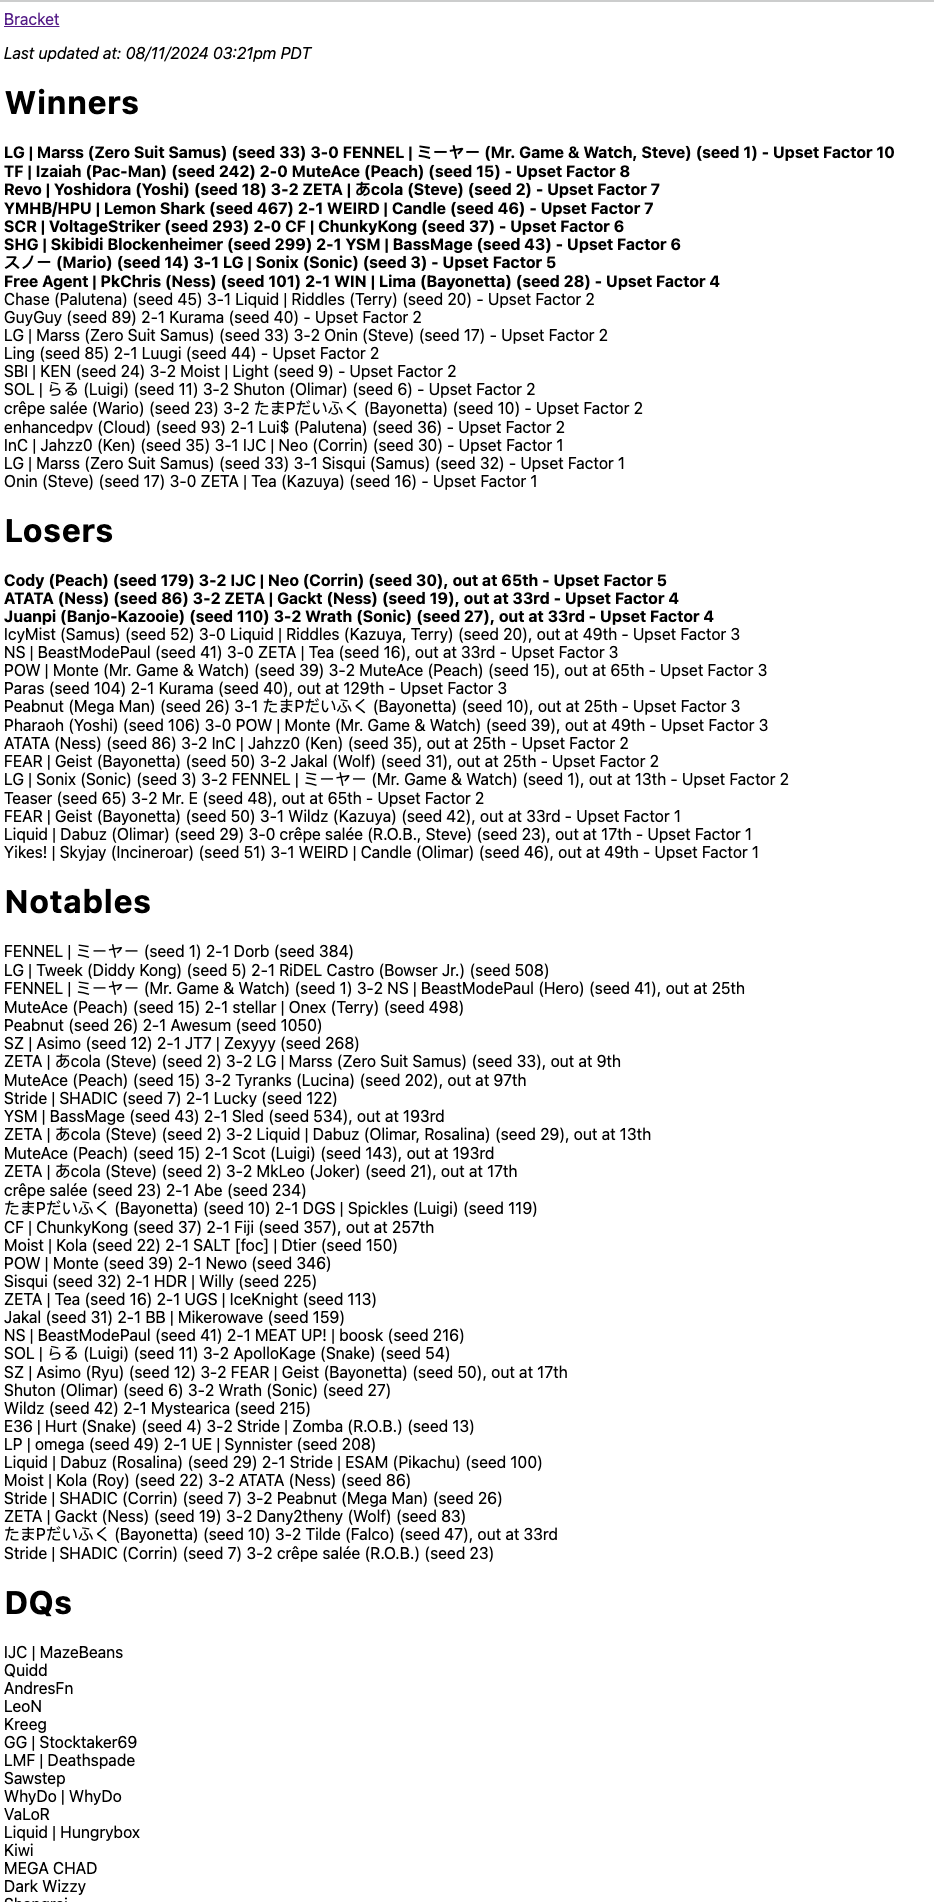 Bracket
Last updated at: 08/11/2024 03:21pm PDT
Winners
LG | Marss (Zero Suit Samus) (seed 33) 3-0 FENNEL | ミーヤー (Mr. Game & Watch, Steve) (seed 1) - Upset Factor 10
TF | Izaiah (Pac-Man) (seed 242) 2-0 MuteAce (Peach) (seed 15) - Upset Factor 8
Revo | Yoshidora (Yoshi) (seed 18) 3-2 ZETA | あcola (Steve) (seed 2) - Upset Factor 7
YMHB/HPU | Lemon Shark (seed 467) 2-1 WEIRD | Candle (seed 46) - Upset Factor 7
SCR | VoltageStriker (seed 293) 2-0 CF | ChunkyKong (seed 37) - Upset Factor 6
SHG | Skibidi Blockenheimer (seed 299) 2-1 YSM | BassMage (seed 43) - Upset Factor 6
スノー (Mario) (seed 14) 3-1 LG | Sonix (Sonic) (seed 3) - Upset Factor 5
Free Agent | PkChris (Ness) (seed 101) 2-1 WIN | Lima (Bayonetta) (seed 28) - Upset Factor 4
Chase (Palutena) (seed 45) 3-1 Liquid | Riddles (Terry) (seed 20) - Upset Factor 2
GuyGuy (seed 89) 2-1 Kurama (seed 40) - Upset Factor 2
LG | Marss (Zero Suit Samus) (seed 33) 3-2 Onin (Steve) (seed 17) - Upset Factor 2
Ling (seed 85) 2-1 Luugi (seed 44) - Upset Factor 2
SBI | KEN (seed 24) 3-2 Moist | Light (seed 9) - Upset Factor 2
SOL | らる (Luigi) (seed 11) 3-2 Shuton (Olimar) (seed 6) - Upset Factor 2
crêpe salée (Wario) (seed 23) 3-2 たまPだいふく (Bayonetta) (seed 10) - Upset Factor 2
enhancedpv (Cloud) (seed 93) 2-1 Lui$ (Palutena) (seed 36) - Upset Factor 2
InC | Jahzz0 (Ken) (seed 35) 3-1 IJC | Neo (Corrin) (seed 30) - Upset Factor 1
LG | Marss (Zero Suit Samus) (seed 33) 3-1 Sisqui (Samus) (seed 32) - Upset Factor 1
Onin (Steve) (seed 17) 3-0 ZETA | Tea (Kazuya) (seed 16) - Upset Factor 1
Losers
Cody (Peach) (seed 179) 3-2 IJC | Neo (Corrin) (seed 30), out at 65th - Upset Factor 5
ATATA (Ness) (seed 86) 3-2 ZETA | Gackt (Ness) (seed 19), out at 33rd - Upset Factor 4
Juanpi (Banjo-Kazooie) (seed 110) 3-2 Wrath (Sonic) (seed 27), out at 33rd - Upset Factor 4
IcyMist (Samus) (seed 52) 3-0 Liquid | Riddles (Kazuya, Terry) (seed 20), out at 49th - Upset Factor 3
NS | BeastModePaul (seed 41) 3-0 ZETA | Tea (seed 16), out at 33rd - Upset Factor 3
POW | Monte (Mr. Game & Watch) (seed 39) 3-2 MuteAce (Peach) (seed 15), out at 65th - Upset Factor 3
Paras (seed 104) 2-1 Kurama (seed 40), out at 129th - Upset Factor 3
Peabnut (Mega Man) (seed 26) 3-1 たまPだいふく (Bayonetta) (seed 10), out at 25th - Upset Factor 3
Pharaoh (Yoshi) (seed 106) 3-0 POW | Monte (Mr. Game & Watch) (seed 39), out at 49th - Upset Factor 3
ATATA (Ness) (seed 86) 3-2 InC | Jahzz0 (Ken) (seed 35), out at 25th - Upset Factor 2
FEAR | Geist (Bayonetta) (seed 50) 3-2 Jakal (Wolf) (seed 31), out at 25th - Upset Factor 2
LG | Sonix (Sonic) (seed 3) 3-2 FENNEL | ミーヤー (Mr. Game & Watch) (seed 1), out at 13th - Upset Factor 2
Teaser (seed 65) 3-2 Mr. E (seed 48), out at 65th - Upset Factor 2
FEAR | Geist (Bayonetta) (seed 50) 3-1 Wildz (Kazuya) (seed 42), out at 33rd - Upset Factor 1
Liquid | Dabuz (Olimar) (seed 29) 3-0 crêpe salée (R.O.B., Steve) (seed 23), out at 17th - Upset Factor 1
Yikes! | Skyjay (Incineroar) (seed 51) 3-1 WEIRD | Candle (Olimar) (seed 46), out at 49th - Upset Factor 1
Notables
FENNEL | ミーヤー (seed 1) 2-1 Dorb (seed 384)
LG | Tweek (Diddy Kong) (seed 5) 2-1 RiDEL Castro (Bowser Jr.) (seed 508)
FENNEL | ミーヤー (Mr. Game & Watch) (seed 1) 3-2 NS | BeastModePaul (Hero) (seed 41), out at 25th
MuteAce (Peach) (seed 15) 2-1 stellar | Onex (Terry) (seed 498)
Peabnut (seed 26) 2-1 Awesum (seed 1050)
SZ | Asimo (seed 12) 2-1 JT7 | Zexyyy (seed 268)
ZETA | あcola (Steve) (seed 2) 3-2 LG | Marss (Zero Suit Samus) (seed 33), out at 9th
MuteAce (Peach) (seed 15) 3-2 Tyranks (Lucina) (seed 202), out at 97th
Stride | SHADIC (seed 7) 2-1 Lucky (seed 122)
YSM | BassMage (seed 43) 2-1 Sled (seed 534), out at 193rd
ZETA | あcola (Steve) (seed 2) 3-2 Liquid | Dabuz (Olimar, Rosalina) (seed 29), out at 13th
MuteAce (Peach) (seed 15) 2-1 Scot (Luigi) (seed 143), out at 193rd
ZETA | あcola (Steve) (seed 2) 3-2 MkLeo (Joker) (seed 21), out at 17th
crêpe salée (seed 23) 2-1 Abe (seed 234)
たまPだいふく (Bayonetta) (seed 10) 2-1 DGS | Spickles (Luigi) (seed 119)
CF | ChunkyKong (seed 37) 2-1 Fiji (seed 357), out at 257th
Moist | Kola (seed 22) 2-1 SALT [foc] | Dtier (seed 150)
POW | Monte (seed 39) 2-1 Newo (seed 346)
Sisqui (seed 32) 2-1 HDR | Willy (seed 225)
ZETA | Tea (seed 16) 2-1 UGS | IceKnight (seed 113)
Jakal (seed 31) 2-1 BB | Mikerowave (seed 159)
NS | BeastModePaul (seed 41) 2-1 MEAT UP! | boosk (seed 216)
SOL | らる (Luigi) (seed 11) 3-2 ApolloKage (Snake) (seed 54)
SZ | Asimo (Ryu) (seed 12) 3-2 FEAR | Geist (Bayonetta) (seed 50), out at 17th
Shuton (Olimar) (seed 6) 3-2 Wrath (Sonic) (seed 27)
Wildz (seed 42) 2-1 Mystearica (seed 215)
E36 | Hurt (Snake) (seed 4) 3-2 Stride | Zomba (R.O.B.) (seed 13)
LP | omega (seed 49) 2-1 UE | Synnister (seed 208)
Liquid | Dabuz (Rosalina) (seed 29) 2-1 Stride | ESAM (Pikachu) (seed 100)
Moist | Kola (Roy) (seed 22) 3-2 ATATA (Ness) (seed 86)
Stride | SHADIC (Corrin) (seed 7) 3-2 Peabnut (Mega Man) (seed 26)
ZETA | Gackt (Ness) (seed 19) 3-2 Dany2theny (Wolf) (seed 83)
たまPだいふく (Bayonetta) (seed 10) 3-2 Tilde (Falco) (seed 47), out at 33rd
Stride | SHADIC (Corrin) (seed 7) 3-2 crêpe salée (R.O.B.) (seed 23)
DQs
IJC | MazeBeans
Quidd
AndresFn
LeoN
Kreeg
GG | Stocktaker69
LMF | Deathspade
Sawstep
WhyDo | WhyDo
VaLoR
Liquid | Hungrybox
Kiwi
MEGA CHAD
Dark Wizzy